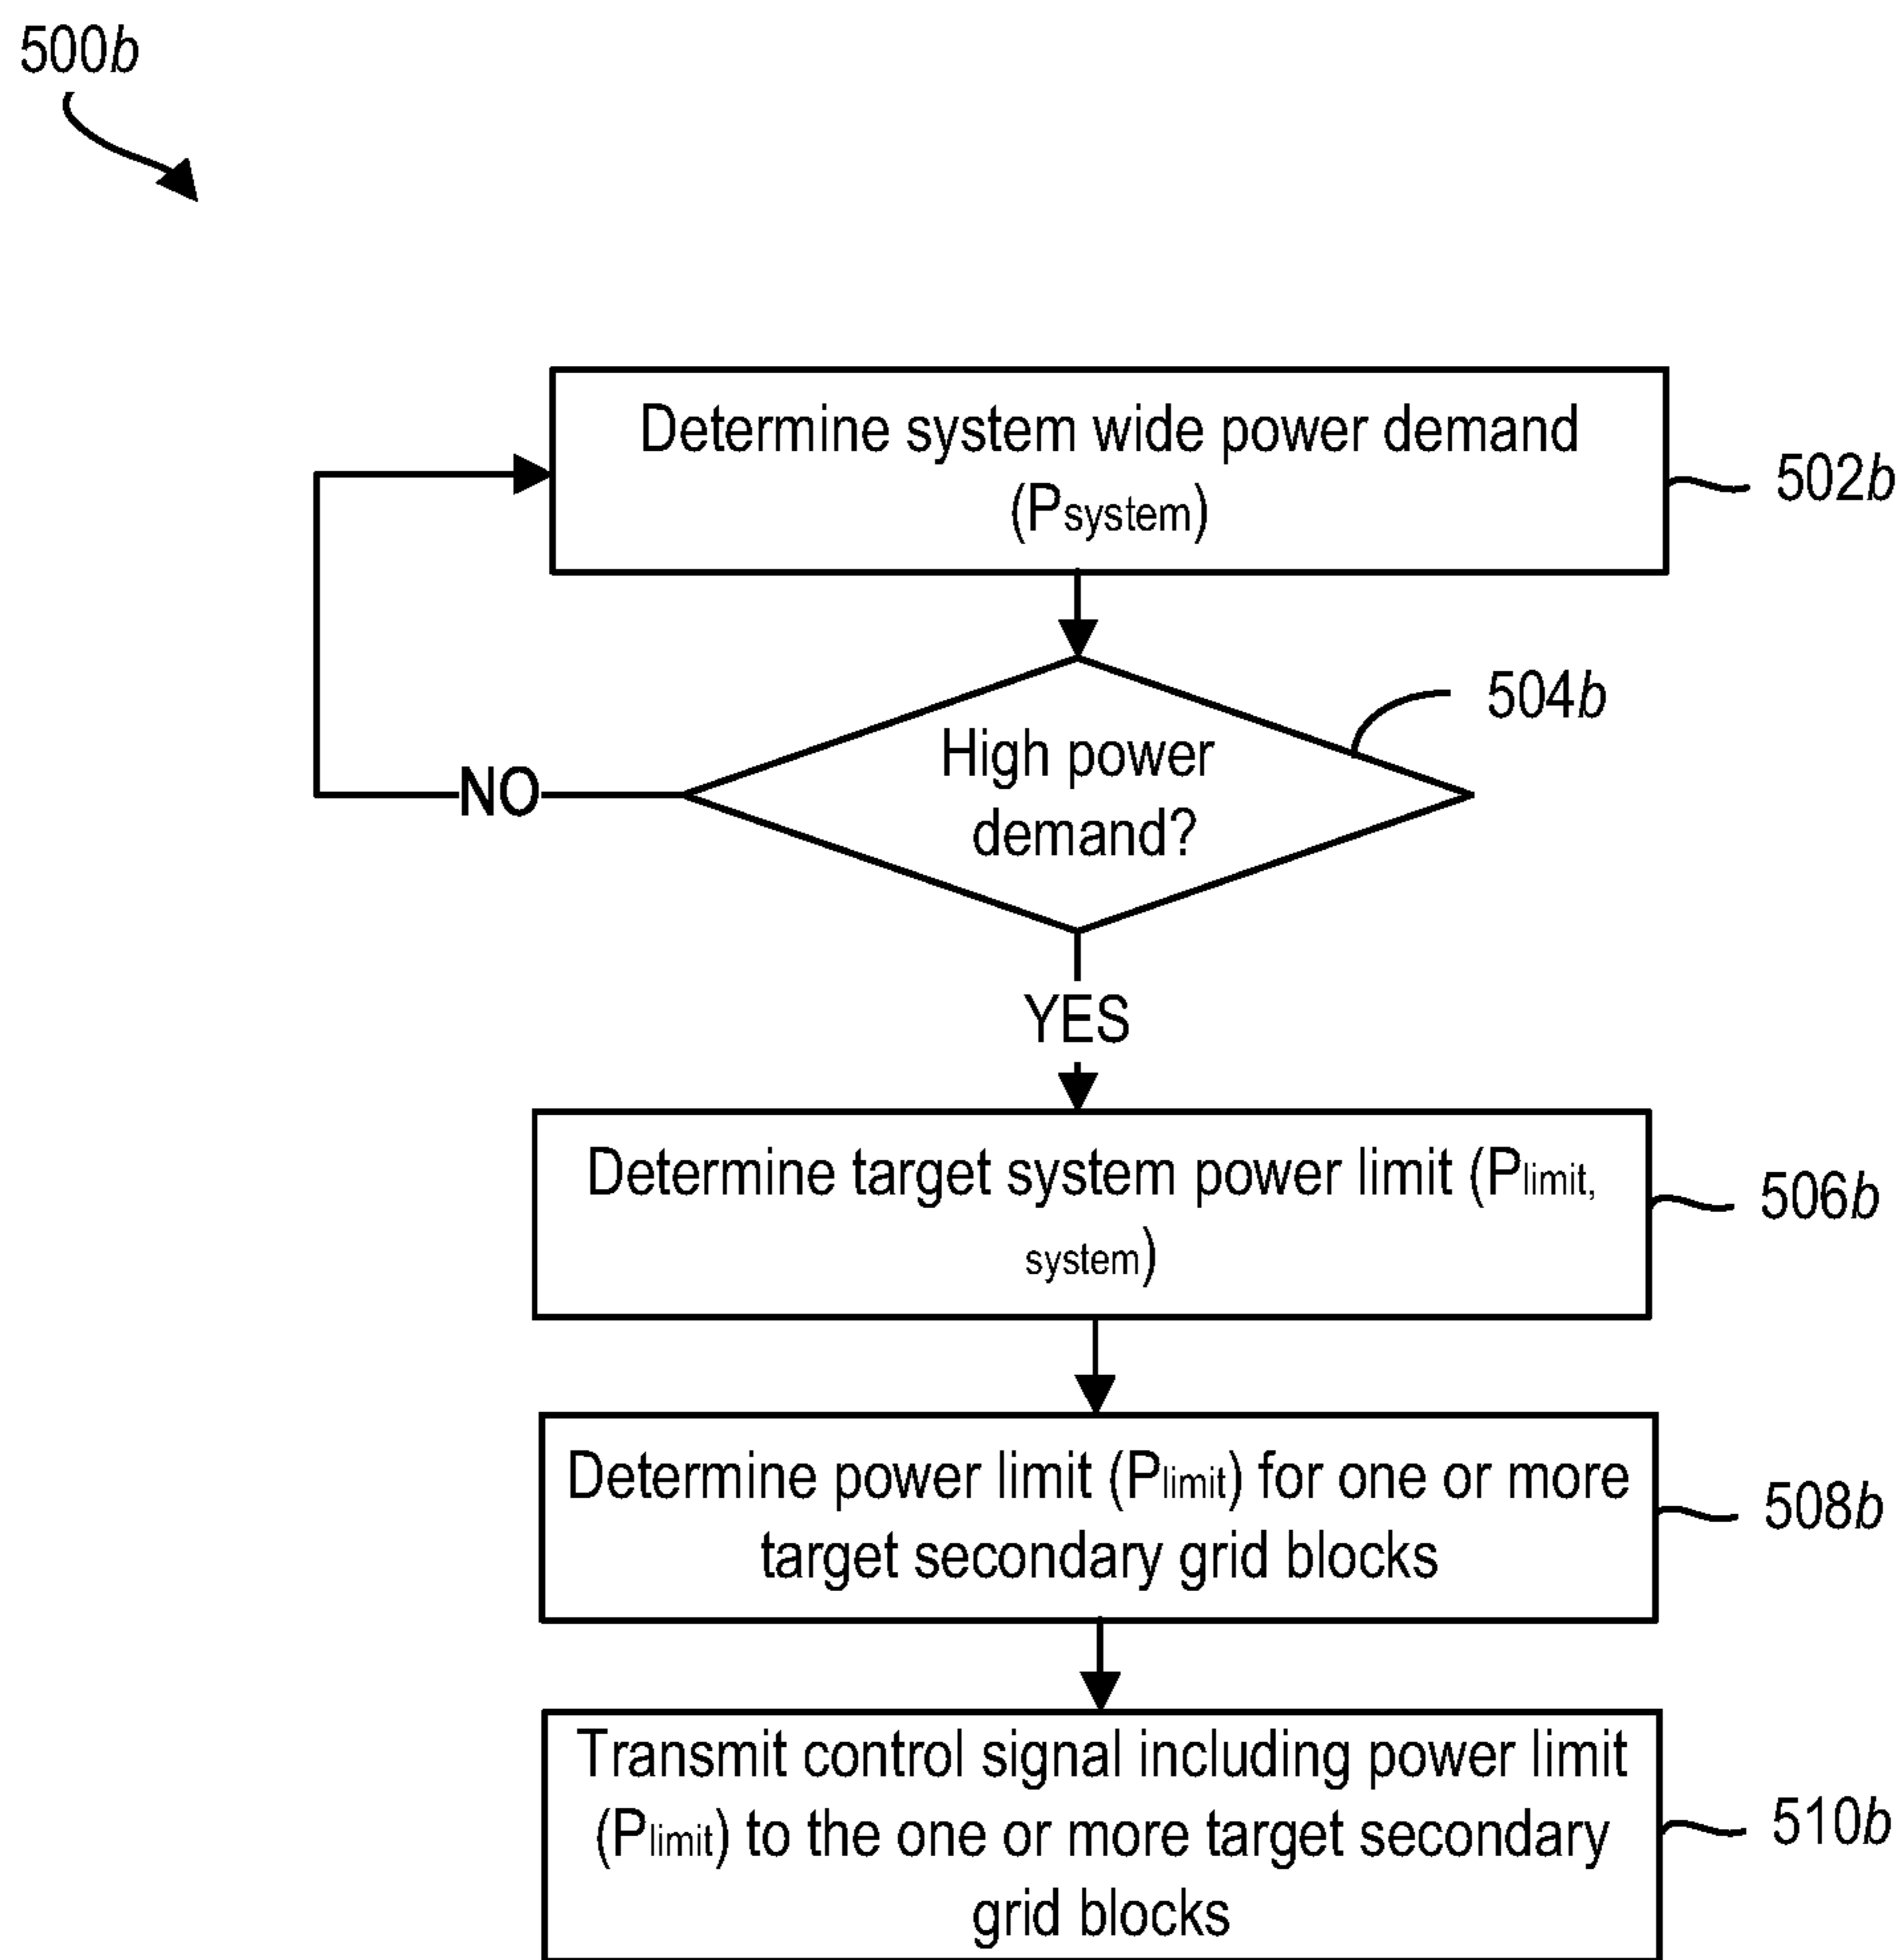 500b
Determine system wide power demand
(Psystem)
502b
504b
High power
demand?
NO
YES
Determine target system power limit (Plimit,
system)
506b
Determine power limit (Plimit) for one or more
target secondary grid blocks
508b
Transmit control signal including power limit
(Plimit) to the one or more target secondary
grid blocks
510b